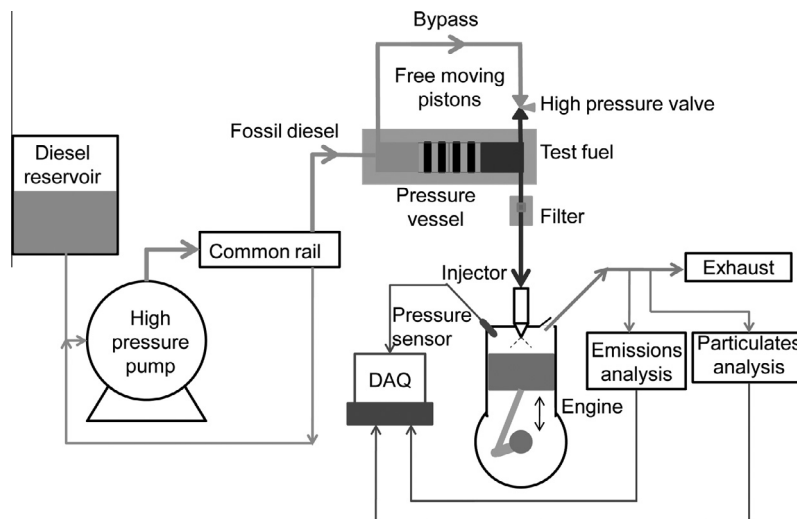 Bypass
Free moving
pistons
High pressure valve
Fossil diesel
Diesel
reservoir
Test fuel
Pressure
vessel
Filter
Common rail
Injector
Exhaust
High
pressure
pump
Pressure
sensor
DAQ
Emissions
analysis
Particulates
analysis
Engine